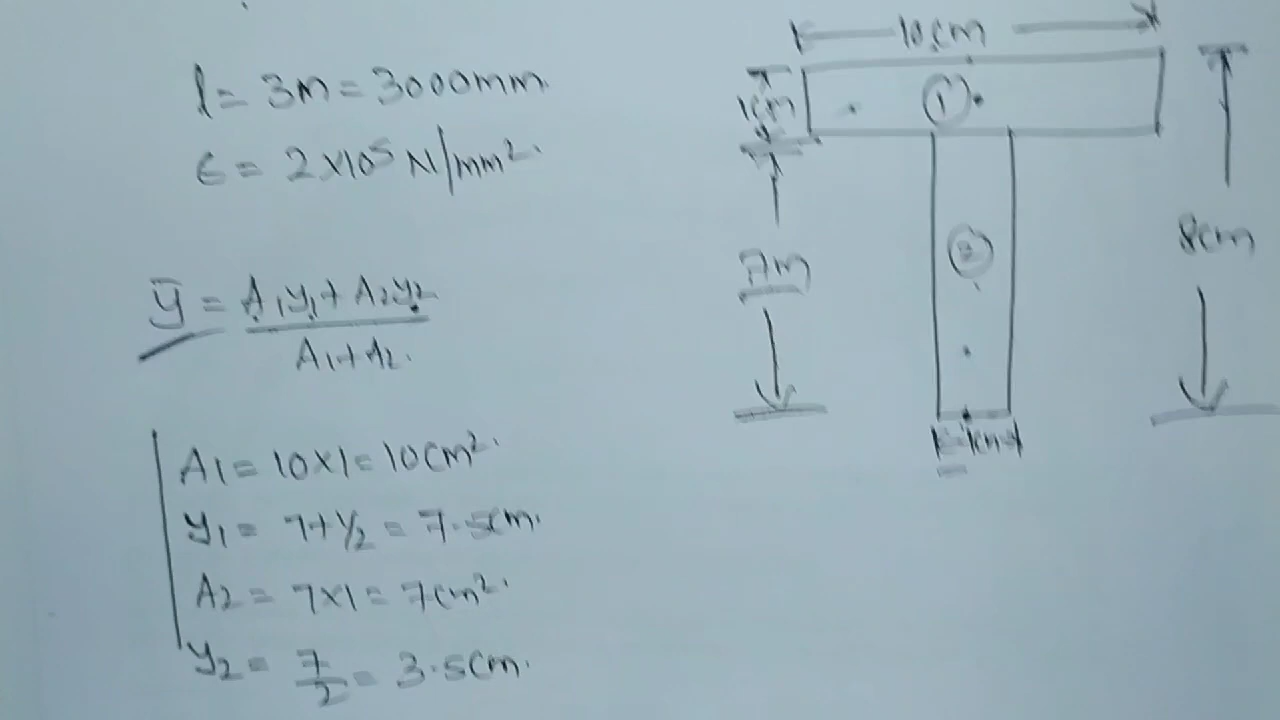 l = 3m = 3000mm.
E = 2×10⁵ N/mm².
ȳ = A₁y₁ + A₂y₂
A₁ + A₂.
A₁ = 10×1 = 10cm².
y₁ = 7+1/2 = 7.5cm.
A₂ = 7×1 = 7cm².
y₂ = 7/2 = 3.5cm.
10cm
1cm
①
7m
②
8cm
1cm